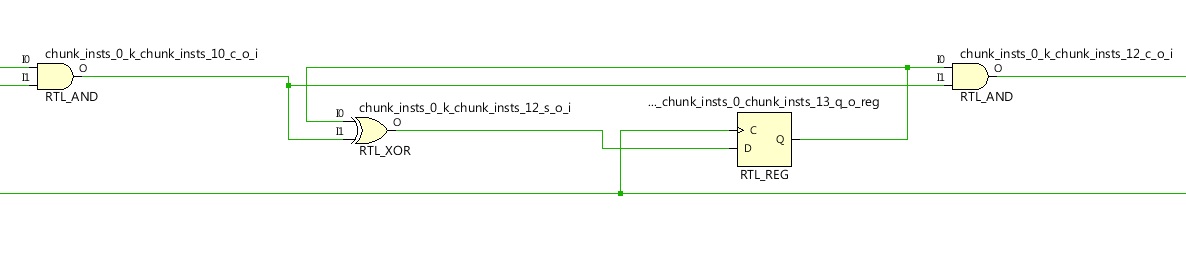 chunk_insts_0_k_chunk_insts_10_c_o_i
I0
I1
O
RTL_AND
chunk_insts_0_k_chunk_insts_12_s_o_i
I0
I1
O
RTL_XOR
..._chunk_insts_0_chunk_insts_13_q_o_reg
C
D
Q
RTL_REG
chunk_insts_0_k_chunk_insts_12_c_o_i
I0
I1
O
RTL_AND